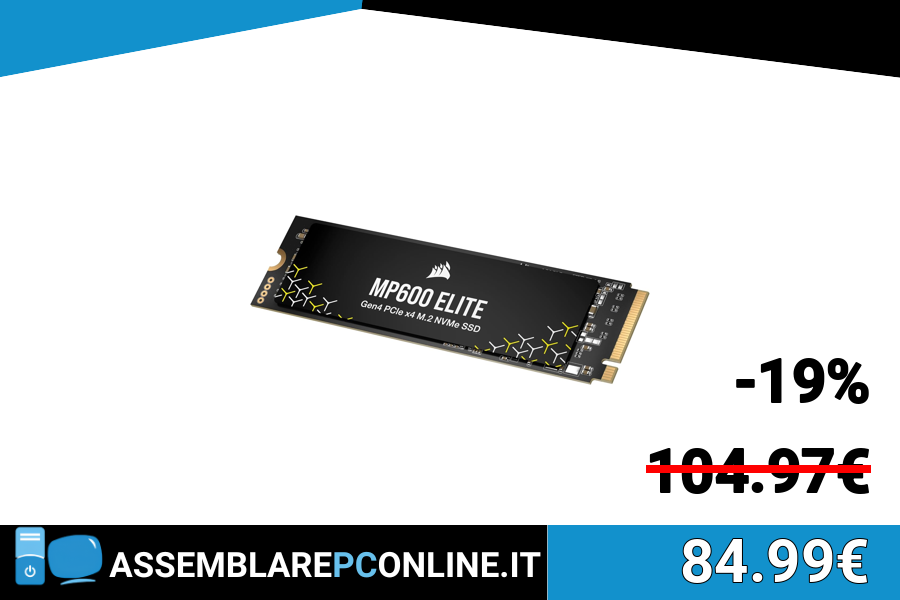 MP600 ELITE
Gen4 PCIe x4 M.2 NVMe SSD
-19%
104.97€
ASSEMBLAREPCONLINE.IT
84.99€